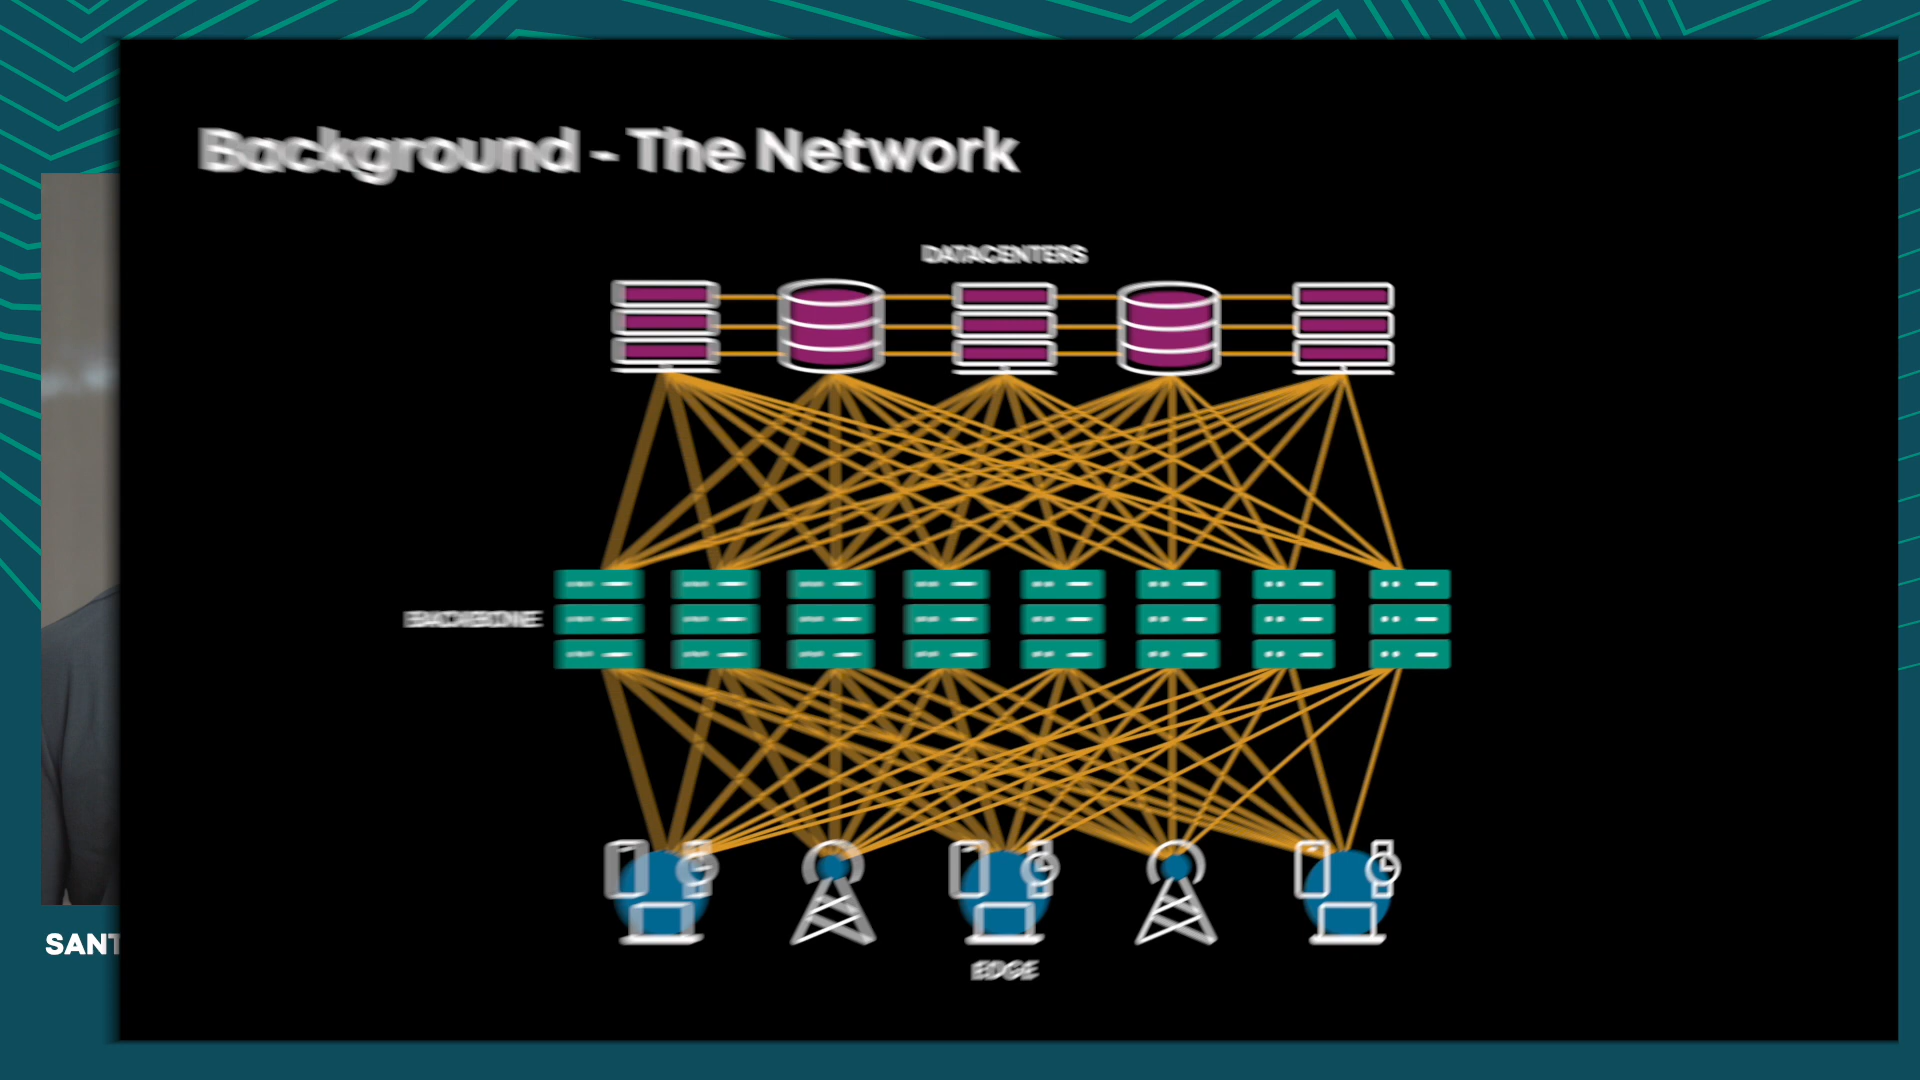 Background - The Network
DATACENTERS
BACKBONE
EDGE
SANT